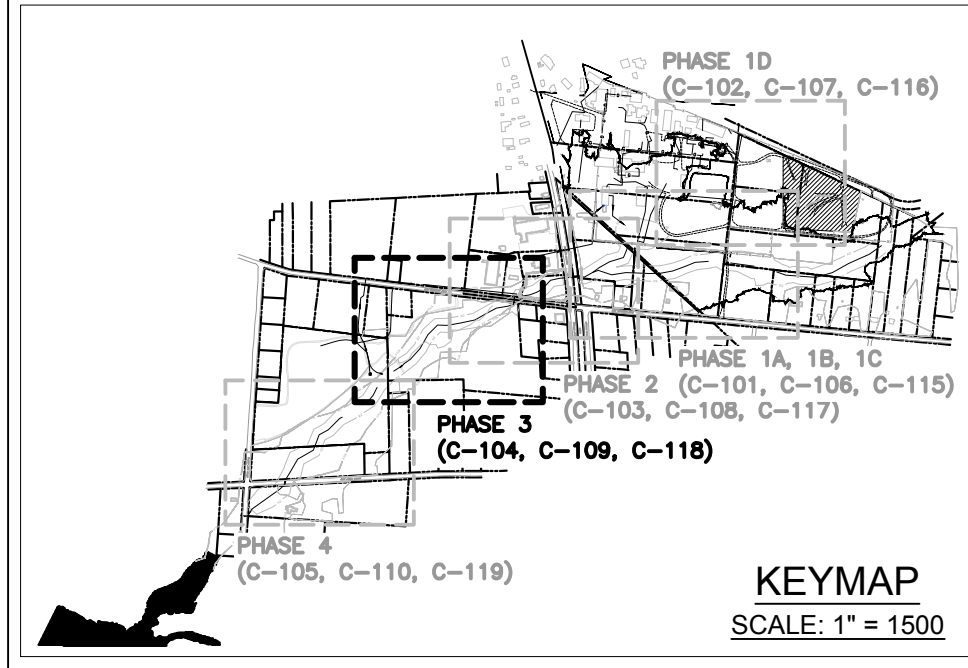 PHASE 1D
(C-102, C-107, C-116)
PHASE 1A, 1B, 1C
(C-101, C-106, C-115)
PHASE 2
(C-103, C-108, C-117)
PHASE 3
(C-104, C-109, C-118)
PHASE 4
(C-105, C-110, C-119)
KEYMAP
SCALE: 1" = 1500